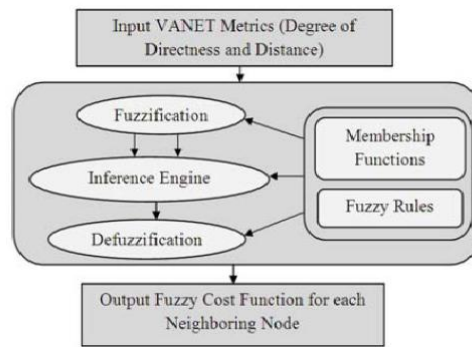 Input VANET Metrics (Degree of
Directness and Distance)
Fuzzification
Membership
Functions
Inference Engine
Fuzzy Rules
Defuzzification
Output Fuzzy Cost Function for each
Neighboring Node